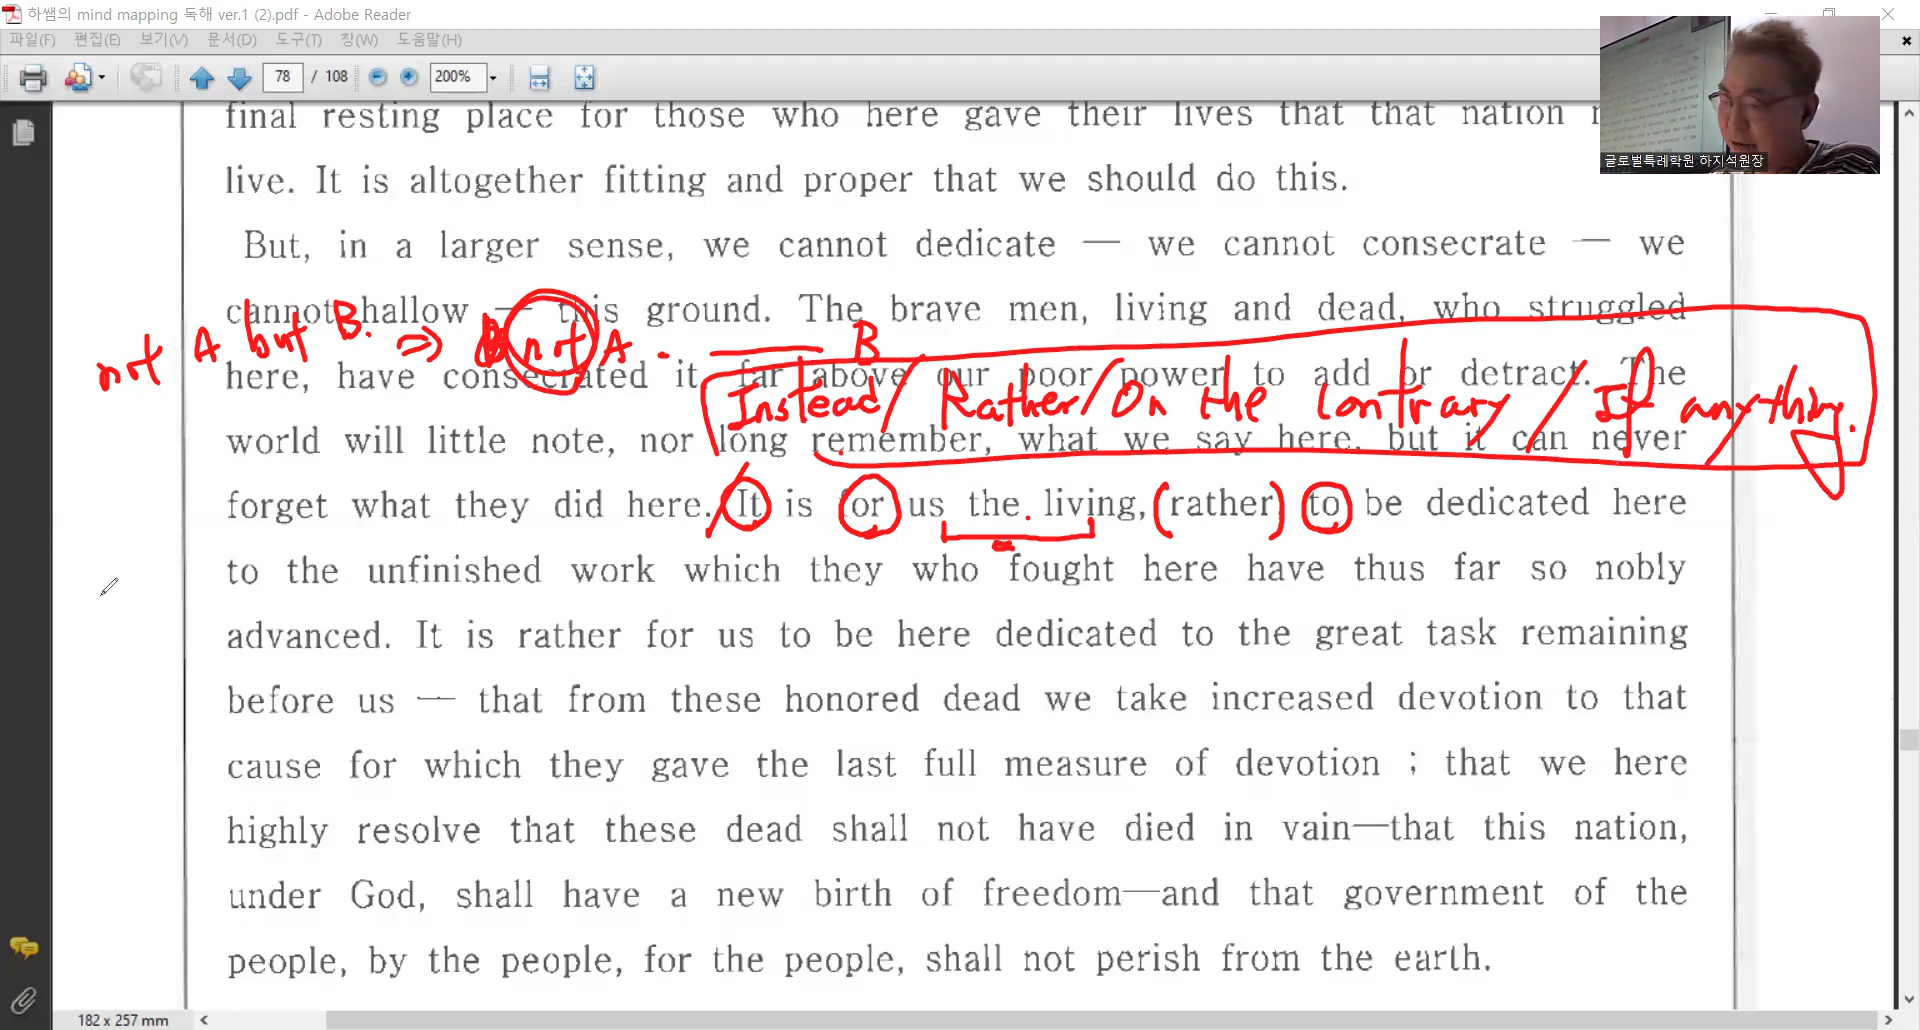 하쌤의 mind mapping 독해 ver.1 (2).pdf - Adobe Reader
파일(F) 편집(E) 보기(V) 문서(D) 도구(T) 창(W) 도움말(H)
78 / 108 200%
글로벌특례학원 하지석원장
final resting place for those who here gave their lives that that nation
live. It is altogether fitting and proper that we should do this.
But, in a larger sense, we cannot dedicate — we cannot consecrate — we
cannot hallow — this ground. The brave men, living and dead, who struggled
not A but B. ⇒ not A . B
here, have consecrated it, far above our poor power to add or detract. The
Instead / Rather / On the contrary / If anything.
world will little note, nor long remember, what we say here, but it can never
forget what they did here. It is for us the living, (rather) to be dedicated here
to the unfinished work which they who fought here have thus far so nobly
advanced. It is rather for us to be here dedicated to the great task remaining
before us — that from these honored dead we take increased devotion to that
cause for which they gave the last full measure of devotion ; that we here
highly resolve that these dead shall not have died in vain—that this nation,
under God, shall have a new birth of freedom—and that government of the
people, by the people, for the people, shall not perish from the earth.
182 x 257 mm